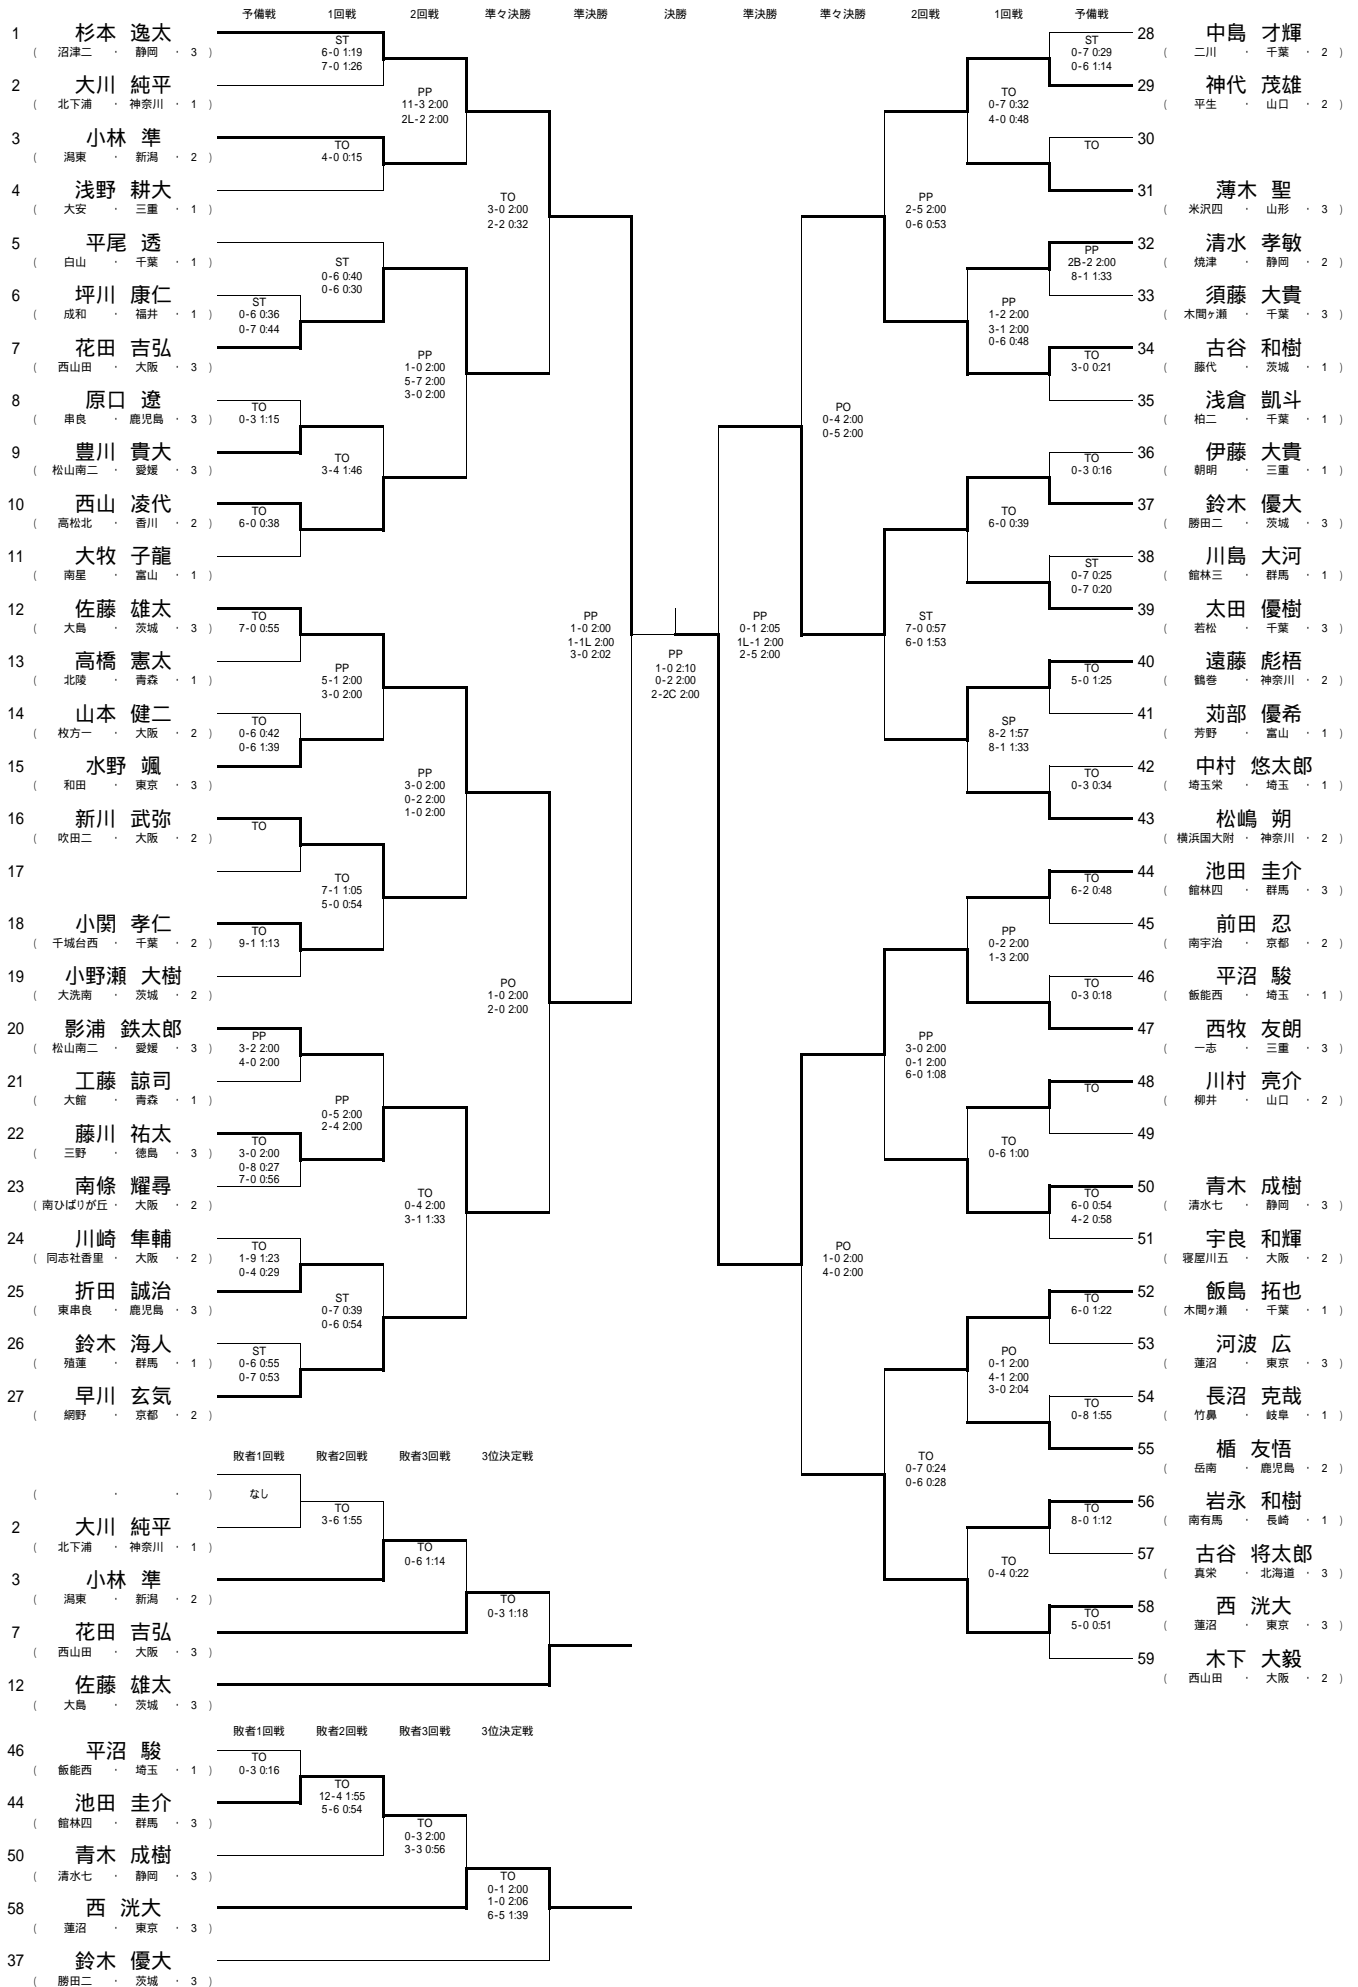 予備戦 1回戦 2回戦 準々決勝 準決勝 決勝 準決勝 準々決勝 2回戦 1回戦 予備戦
1 杉本 逸太
( 沼津二 ・ 静岡 ・ 3 )
2 大川 純平
( 北下浦 ・ 神奈川 ・ 1 )
3 小林 準
( 潟東 ・ 新潟 ・ 2 )
4 浅野 耕大
( 大安 ・ 三重 ・ 1 )
5 平尾 透
( 白山 ・ 千葉 ・ 1 )
6 坪川 康仁
( 成和 ・ 福井 ・ 1 )
7 花田 吉弘
( 西山田 ・ 大阪 ・ 3 )
8 原口 遼
( 串良 ・ 鹿児島 ・ 3 )
9 豊川 貴大
( 松山南二 ・ 愛媛 ・ 3 )
10 西山 凌代
( 高松北 ・ 香川 ・ 2 )
11 大牧 子龍
( 南星 ・ 富山 ・ 1 )
12 佐藤 雄太
( 大島 ・ 茨城 ・ 3 )
13 高橋 憲太
( 北陵 ・ 青森 ・ 1 )
14 山本 健二
( 枚方一 ・ 大阪 ・ 2 )
15 水野 颯
( 和田 ・ 東京 ・ 3 )
16 新川 武弥
( 吹田二 ・ 大阪 ・ 2 )
17
18 小関 孝仁
( 千城台西 ・ 千葉 ・ 2 )
19 小野瀬 大樹
( 大洗南 ・ 茨城 ・ 2 )
20 影浦 鉄太郎
( 松山南二 ・ 愛媛 ・ 3 )
21 工藤 諒司
( 大館 ・ 青森 ・ 1 )
22 藤川 祐太
( 三野 ・ 徳島 ・ 3 )
23 南條 耀尋
( 南ひばりが丘 ・ 大阪 ・ 2 )
24 川崎 隼輔
( 同志社香里 ・ 大阪 ・ 2 )
25 折田 誠治
( 東串良 ・ 鹿児島 ・ 3 )
26 鈴木 海人
( 殖蓮 ・ 群馬 ・ 1 )
27 早川 玄気
( 網野 ・ 京都 ・ 2 )
ST
0-6 0:36
0-7 0:44
TO
0-3 1:15
TO
6-0 0:38
TO
7-0 0:55
TO
0-6 0:42
0-6 1:39
TO
TO
9-1 1:13
PP
3-2 2:00
4-0 2:00
TO
3-0 2:00
0-8 0:27
7-0 0:56
TO
1-9 1:23
0-4 0:29
ST
0-6 0:55
0-7 0:53
ST
6-0 1:19
7-0 1:26
TO
4-0 0:15
ST
0-6 0:40
0-6 0:30
TO
3-4 1:46
PP
5-1 2:00
3-0 2:00
TO
7-1 1:05
5-0 0:54
PP
0-5 2:00
2-4 2:00
ST
0-7 0:39
0-6 0:54
PP
11-3 2:00
2L-2 2:00
PP
1-0 2:00
5-7 2:00
3-0 2:00
PP
3-0 2:00
0-2 2:00
1-0 2:00
TO
0-4 2:00
3-1 1:33
TO
3-0 2:00
2-2 0:32
PO
1-0 2:00
2-0 2:00
PP
1-0 2:00
1-1L 2:00
3-0 2:02
PP
1-0 2:10
0-2 2:00
2-2C 2:00
PP
0-1 2:05
1L-1 2:00
2-5 2:00
PO
0-4 2:00
0-5 2:00
PO
1-0 2:00
4-0 2:00
PP
2-5 2:00
0-6 0:53
ST
7-0 0:57
6-0 1:53
PP
3-0 2:00
0-1 2:00
6-0 1:08
TO
0-7 0:24
0-6 0:28
TO
0-7 0:32
4-0 0:48
PP
1-2 2:00
3-1 2:00
0-6 0:48
TO
6-0 0:39
SP
8-2 1:57
8-1 1:33
PP
0-2 2:00
1-3 2:00
TO
0-6 1:00
PO
0-1 2:00
4-1 2:00
3-0 2:04
TO
0-4 0:22
ST
0-7 0:29
0-6 1:14
TO
PP
2B-2 2:00
8-1 1:33
TO
3-0 0:21
TO
0-3 0:16
ST
0-7 0:25
0-7 0:20
TO
5-0 1:25
TO
0-3 0:34
TO
6-2 0:48
TO
0-3 0:18
TO
TO
6-0 0:54
4-2 0:58
TO
6-0 1:22
TO
0-8 1:55
TO
8-0 1:12
TO
5-0 0:51
28 中島 才輝
( 二川 ・ 千葉 ・ 2 )
29 神代 茂雄
( 平生 ・ 山口 ・ 2 )
30
31 薄木 聖
( 米沢四 ・ 山形 ・ 3 )
32 清水 孝敏
( 焼津 ・ 静岡 ・ 2 )
33 須藤 大貴
( 木間ヶ瀬 ・ 千葉 ・ 3 )
34 古谷 和樹
( 藤代 ・ 茨城 ・ 1 )
35 浅倉 凱斗
( 柏二 ・ 千葉 ・ 1 )
36 伊藤 大貴
( 朝明 ・ 三重 ・ 1 )
37 鈴木 優大
( 勝田二 ・ 茨城 ・ 3 )
38 川島 大河
( 館林三 ・ 群馬 ・ 1 )
39 太田 優樹
( 若松 ・ 千葉 ・ 3 )
40 遠藤 彪梧
( 鶴巻 ・ 神奈川 ・ 2 )
41 苅部 優希
( 芳野 ・ 富山 ・ 1 )
42 中村 悠太郎
( 埼玉栄 ・ 埼玉 ・ 1 )
43 松嶋 朔
( 横浜国大附 ・ 神奈川 ・ 2 )
44 池田 圭介
( 館林四 ・ 群馬 ・ 3 )
45 前田 忍
( 南宇治 ・ 京都 ・ 2 )
46 平沼 駿
( 飯能西 ・ 埼玉 ・ 1 )
47 西牧 友朗
( 一志 ・ 三重 ・ 3 )
48 川村 亮介
( 柳井 ・ 山口 ・ 2 )
49
50 青木 成樹
( 清水七 ・ 静岡 ・ 3 )
51 宇良 和輝
( 寝屋川五 ・ 大阪 ・ 2 )
52 飯島 拓也
( 木間ヶ瀬 ・ 千葉 ・ 1 )
53 河波 広
( 蓮沼 ・ 東京 ・ 3 )
54 長沼 克哉
( 竹鼻 ・ 岐阜 ・ 1 )
55 楯 友悟
( 岳南 ・ 鹿児島 ・ 2 )
56 岩永 和樹
( 南有馬 ・ 長崎 ・ 1 )
57 古谷 将太郎
( 真栄 ・ 北海道 ・ 3 )
58 西 洸大
( 蓮沼 ・ 東京 ・ 3 )
59 木下 大毅
( 西山田 ・ 大阪 ・ 2 )
敗者1回戦 敗者2回戦 敗者3回戦 3位決定戦
( ・ ・ )
なし
2 大川 純平
( 北下浦 ・ 神奈川 ・ 1 )
3 小林 準
( 潟東 ・ 新潟 ・ 2 )
7 花田 吉弘
( 西山田 ・ 大阪 ・ 3 )
12 佐藤 雄太
( 大島 ・ 茨城 ・ 3 )
TO
3-6 1:55
TO
0-6 1:14
TO
0-3 1:18
敗者1回戦 敗者2回戦 敗者3回戦 3位決定戦
46 平沼 駿
( 飯能西 ・ 埼玉 ・ 1 )
44 池田 圭介
( 館林四 ・ 群馬 ・ 3 )
50 青木 成樹
( 清水七 ・ 静岡 ・ 3 )
58 西 洸大
( 蓮沼 ・ 東京 ・ 3 )
37 鈴木 優大
( 勝田二 ・ 茨城 ・ 3 )
TO
0-3 0:16
TO
12-4 1:55
5-6 0:54
TO
0-3 2:00
3-3 0:56
TO
0-1 2:00
1-0 2:06
6-5 1:39